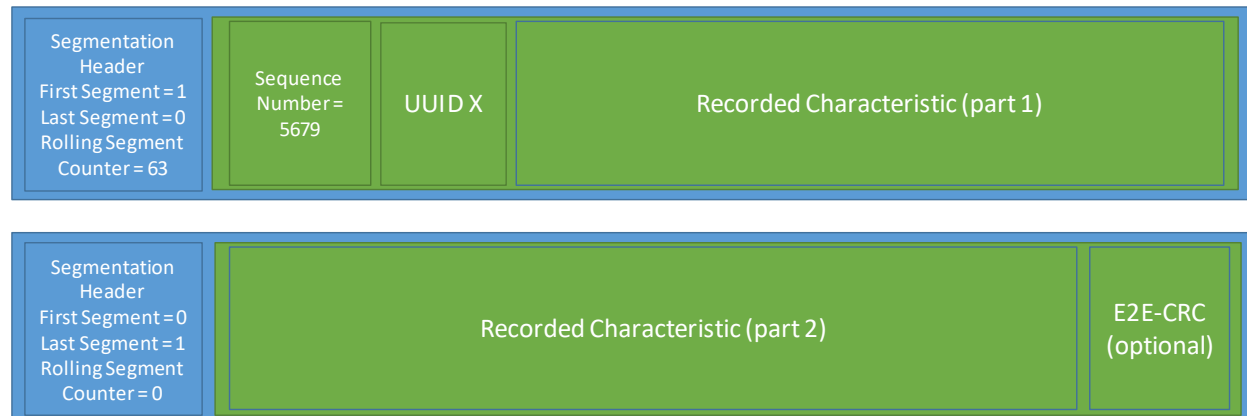 Segmentation
Header
First Segment = 1
Last Segment = 0
Rolling Segment
Counter = 63
Sequence
Number =
5679
UUID X
Recorded Characteristic (part 1)
Segmentation
Header
First Segment = 0
Last Segment = 1
Rolling Segment
Counter = 0
Recorded Characteristic (part 2)
E2E-CRC
(optional)